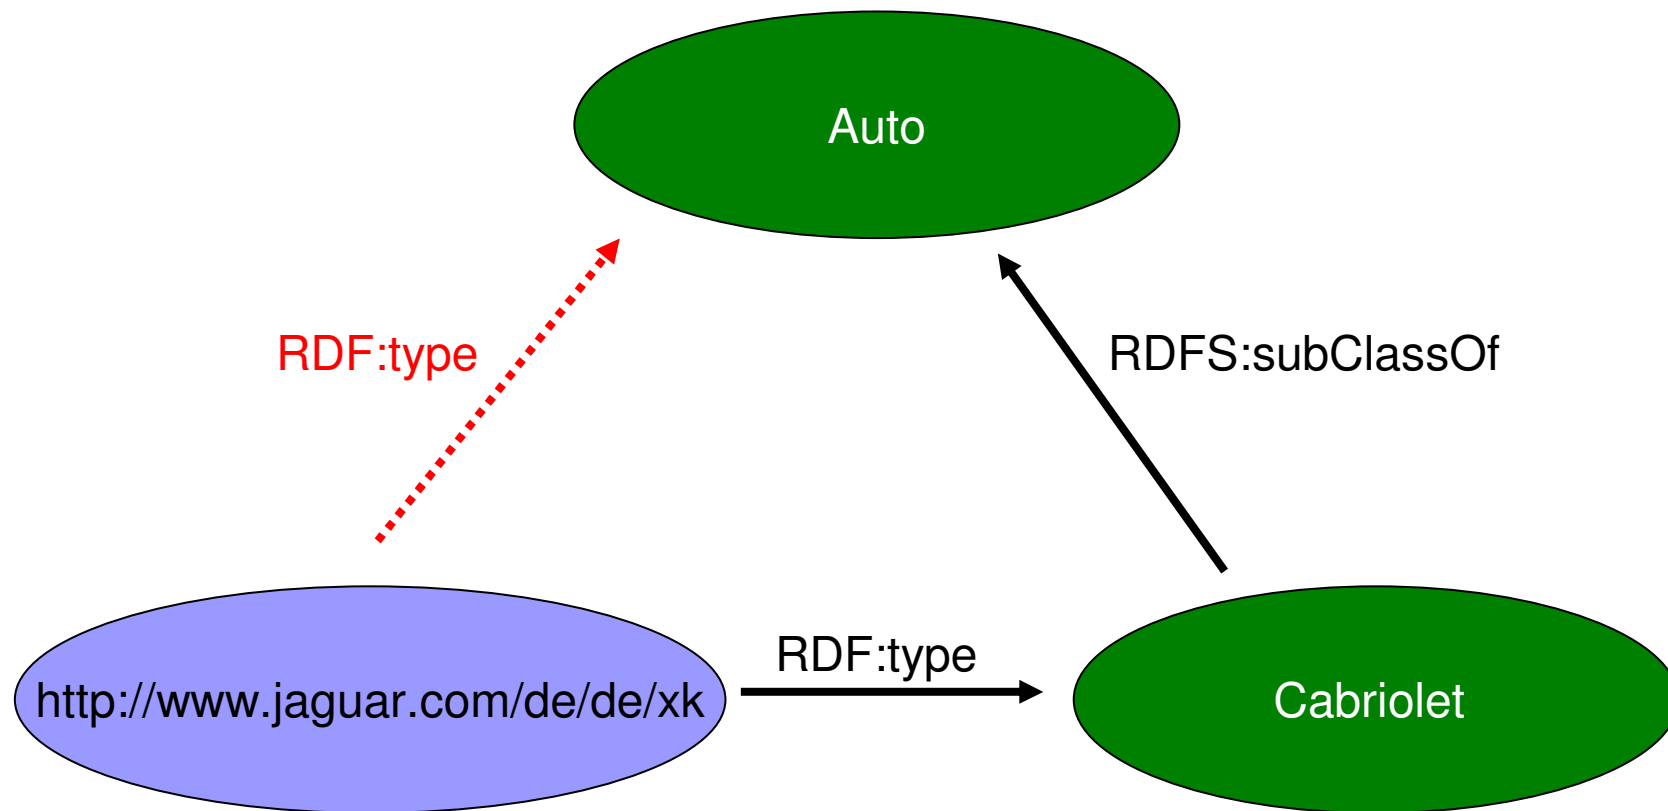 Auto
RDF:type
RDFS:subClassOf
RDF:type
http://www.jaguar.com/de/de/xk
Cabriolet